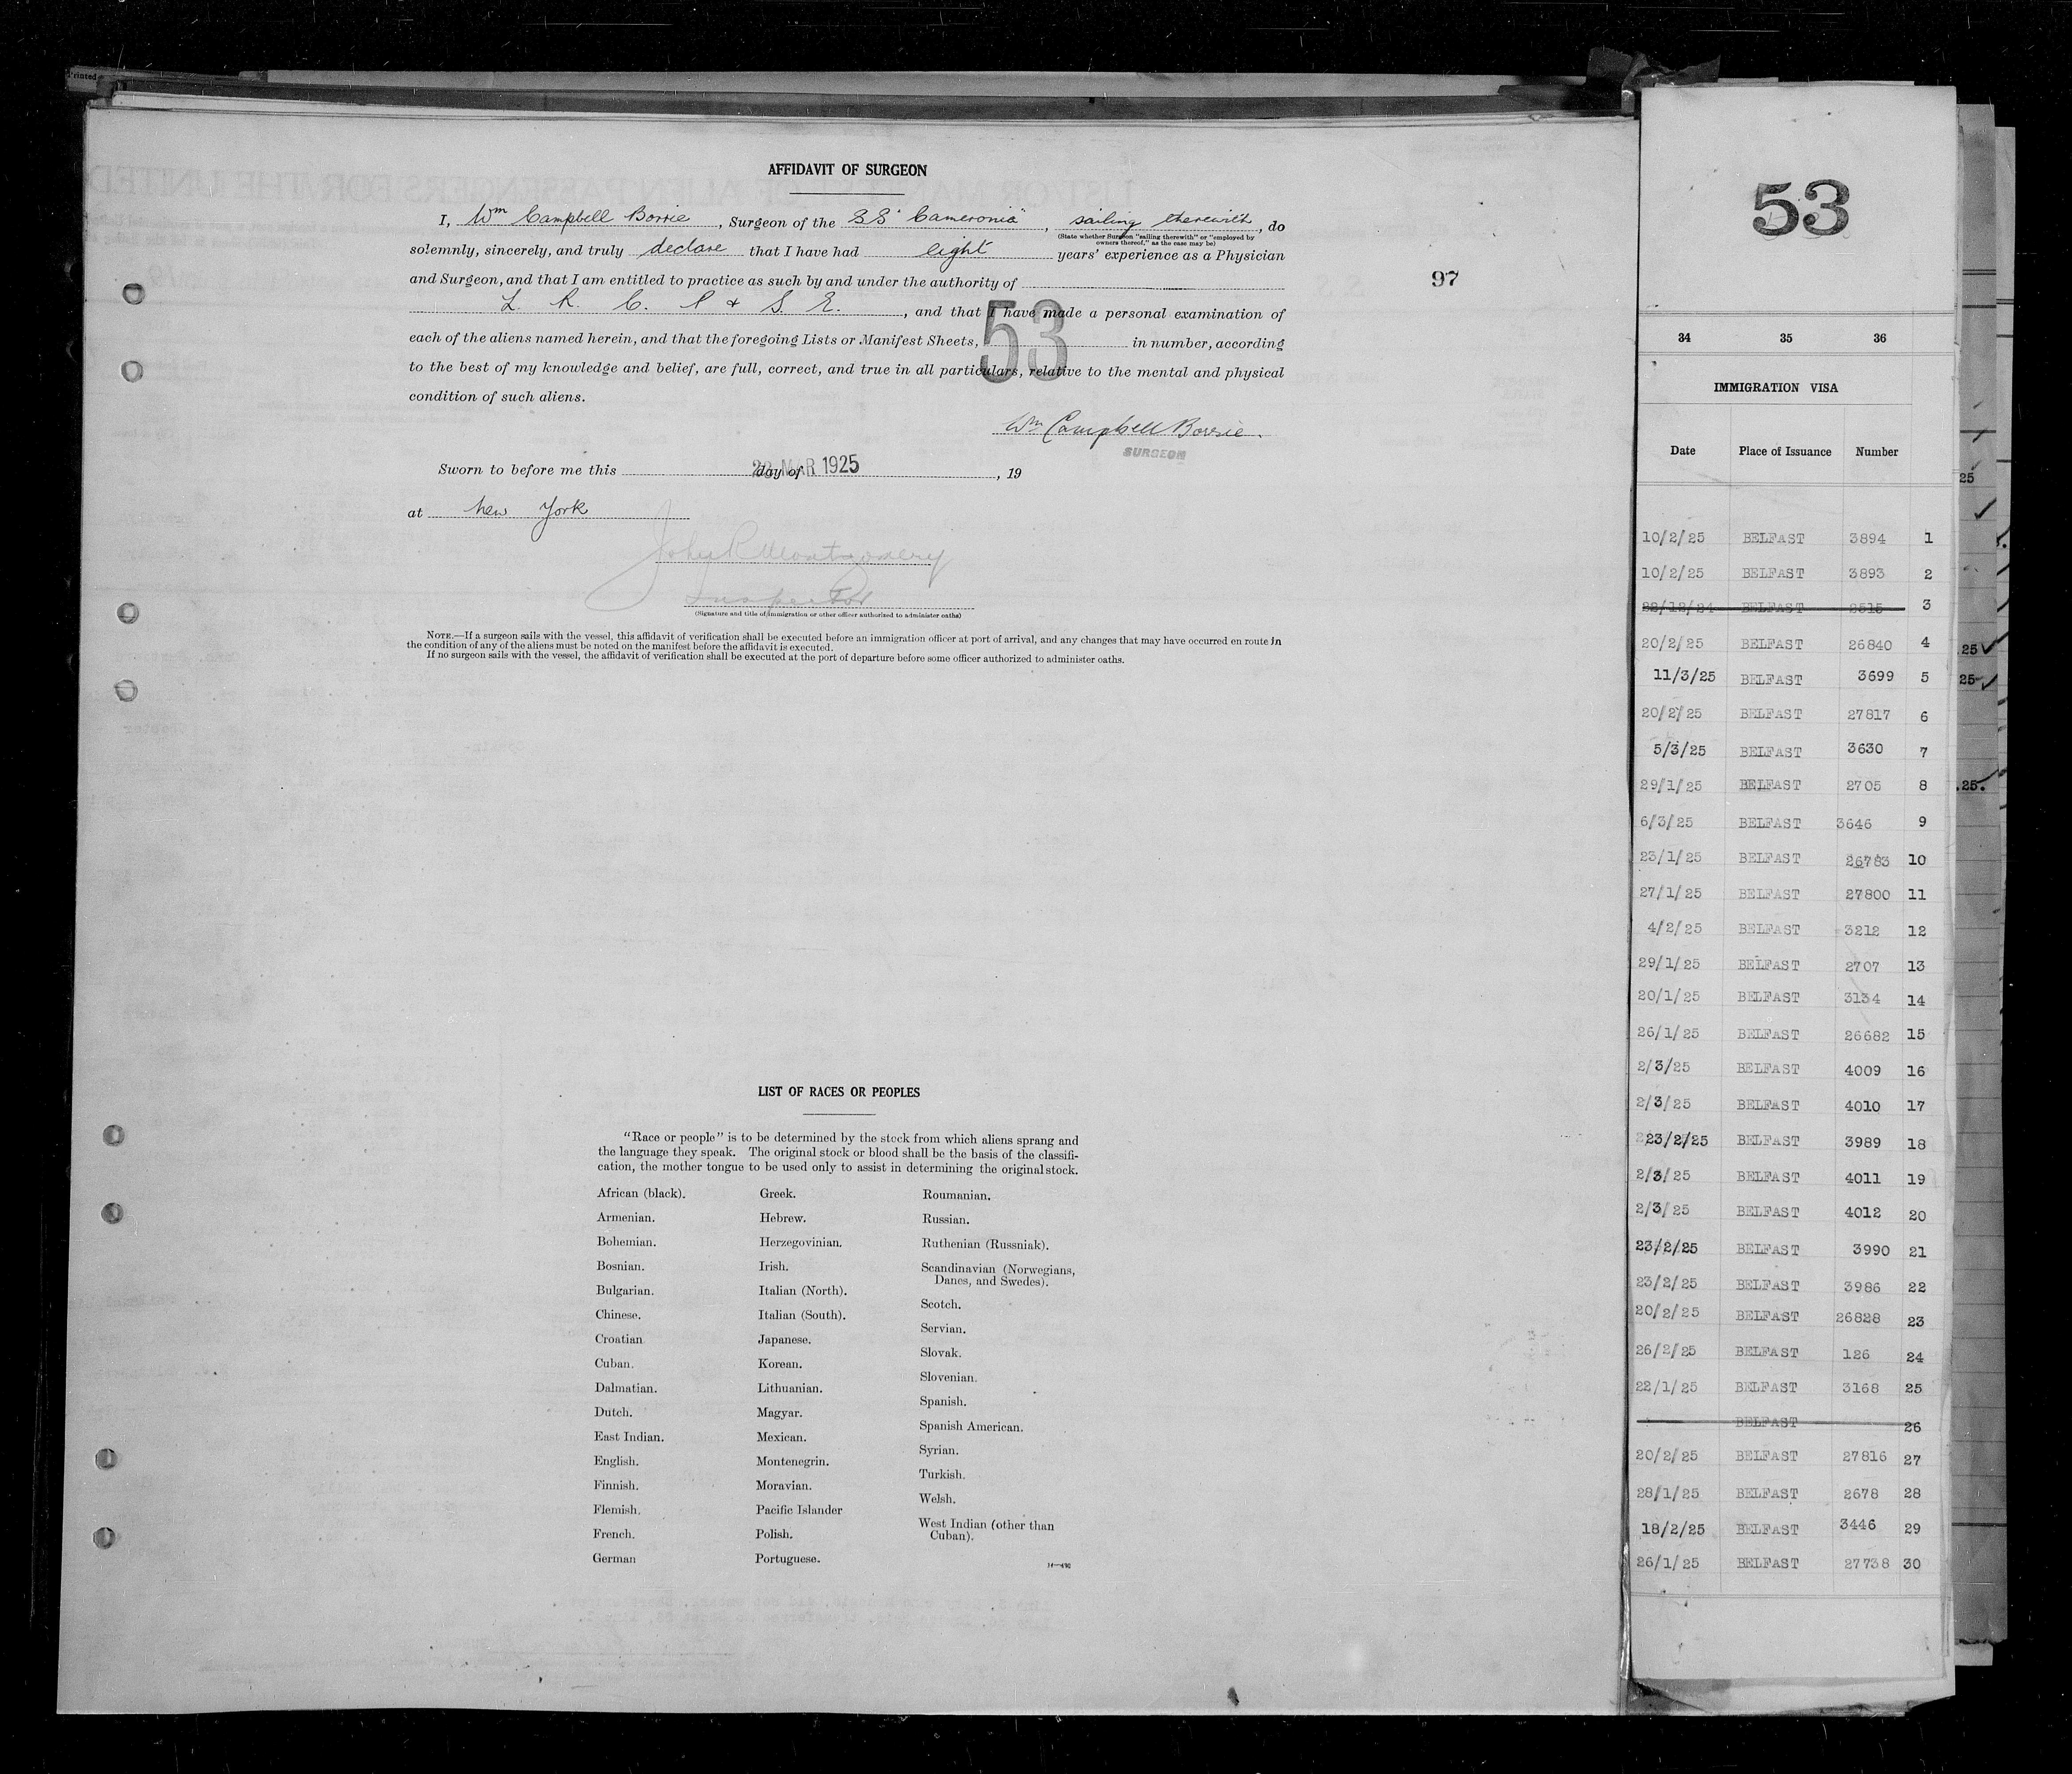 Printed
AFFIDAVIT OF SURGEON
I, Wm Campbell Borrie, Surgeon of the SS "Cameronia", sailing therewith, do
(State whether Surgeon "sailing therewith" or "employed by
owners thereof," as the case may be)
solemnly, sincerely, and truly declare that I have had eight years' experience as a Physician
and Surgeon, and that I am entitled to practice as such by and under the authority of
L. R. C. P & S. E., and that I have made a personal examination of
each of the aliens named herein, and that the foregoing Lists or Manifest Sheets, 53 in number, according
to the best of my knowledge and belief, are full, correct, and true in all particulars, relative to the mental and physical
condition of such aliens.
Wm Campbell Borrie.
SURGEON
Sworn to before me this day of MAR 1925, 19
at New York
John R Montgomery
Inspector
(Signature and title of immigration or other officer authorized to administer oaths)
NOTE.—If a surgeon sails with the vessel, this affidavit of verification shall be executed before an immigration officer at port of arrival, and any changes that may have occurred en route in
the condition of any of the aliens must be noted on the manifest before the affidavit is executed.
If no surgeon sails with the vessel, the affidavit of verification shall be executed at the port of departure before some officer authorized to administer oaths.
97
LIST OF RACES OR PEOPLES
"Race or people" is to be determined by the stock from which aliens sprang and
the language they speak. The original stock or blood shall be the basis of the classifi-
cation, the mother tongue to be used only to assist in determining the original stock.
African (black).
Armenian.
Bohemian.
Bosnian.
Bulgarian.
Chinese.
Croatian
Cuban.
Dalmatian.
Dutch.
East Indian.
English.
Finnish.
Flemish.
French.
German
Greek.
Hebrew.
Herzegovinian.
Irish.
Italian (North).
Italian (South).
Japanese.
Korean.
Lithuanian.
Magyar.
Mexican.
Montenegrin.
Moravian.
Pacific Islander
Polish.
Portuguese.
Roumanian.
Russian.
Ruthenian (Russniak).
Scandinavian (Norwegians,
Danes, and Swedes).
Scotch.
Servian.
Slovak.
Slovenian.
Spanish.
Spanish American.
Syrian.
Turkish.
Welsh.
West Indian (other than
Cuban).
53
34 35 36
IMMIGRATION VISA
Date Place of Issuance Number
10/2/25 BELFAST 3894 1
10/2/25 BELFAST 3893 2
22/12/24 BELFAST 2515 3
20/2/25 BELFAST 26840 4
11/3/25 BELFAST 3699 5
20/2/25 BELFAST 27817 6
5/3/25 BELFAST 3630 7
29/1/25 BELFAST 2705 8
6/3/25 BELFAST 3646 9
23/1/25 BELFAST 26783 10
27/1/25 BELFAST 27800 11
4/2/25 BELFAST 3212 12
29/1/25 BELFAST 2707 13
20/1/25 BELFAST 3134 14
26/1/25 BELFAST 26682 15
2/3/25 BELFAST 4009 16
2/3/25 BELFAST 4010 17
23/2/25 BELFAST 3989 18
2/3/25 BELFAST 4011 19
2/3/25 BELFAST 4012 20
23/2/25 BELFAST 3990 21
23/2/25 BELFAST 3986 22
20/2/25 BELFAST 26828 23
26/2/25 BELFAST 126 24
22/1/25 BELFAST 3168 25
BELFAST 26
20/2/25 BELFAST 27816 27
28/1/25 BELFAST 2678 28
18/2/25 BELFAST 3446 29
26/1/25 BELFAST 27738 30
25
25
25
.25.